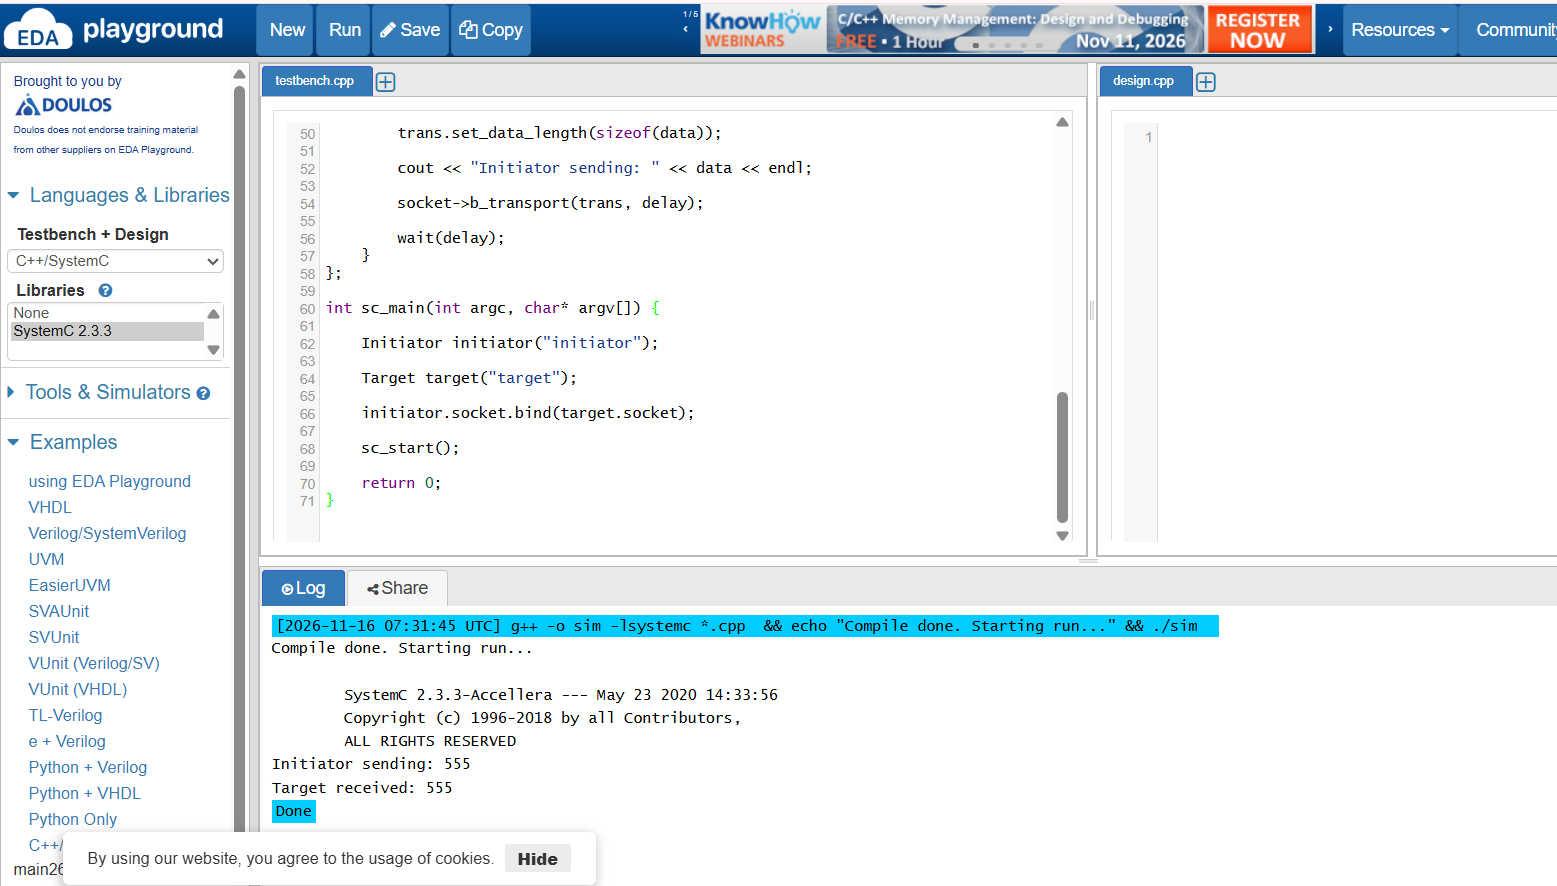 EDA playground
New
Run
Save
Copy
1/5
KnowHow
WEBINARS
C/C++ Memory Management: Design and Debugging
FREE • 1 Hour
Nov 11, 2026
REGISTER
NOW
Resources
Communit
Brought to you by
DOULOS
Doulos does not endorse training material
from other suppliers on EDA Playground.
Languages & Libraries
Testbench + Design
C++/SystemC
Libraries
None
SystemC 2.3.3
Tools & Simulators
Examples
using EDA Playground
VHDL
Verilog/SystemVerilog
UVM
EasierUVM
SVAUnit
SVUnit
VUnit (Verilog/SV)
VUnit (VHDL)
TL-Verilog
e + Verilog
Python + Verilog
Python + VHDL
Python Only
C++/
main26
testbench.cpp
50 trans.set_data_length(sizeof(data));
51
52 cout << "Initiator sending: " << data << endl;
53
54 socket->b_transport(trans, delay);
55
56 wait(delay);
57 }
58 };
59
60 int sc_main(int argc, char* argv[]) {
61
62 Initiator initiator("initiator");
63
64 Target target("target");
65
66 initiator.socket.bind(target.socket);
67
68 sc_start();
69
70 return 0;
71 }
design.cpp
1
Log
Share
[2026-11-16 07:31:45 UTC] g++ -o sim -lsystemc *.cpp && echo "Compile done. Starting run..." && ./sim
Compile done. Starting run...
SystemC 2.3.3-Accellera --- May 23 2020 14:33:56
Copyright (c) 1996-2018 by all Contributors,
ALL RIGHTS RESERVED
Initiator sending: 555
Target received: 555
Done
By using our website, you agree to the usage of cookies.
Hide